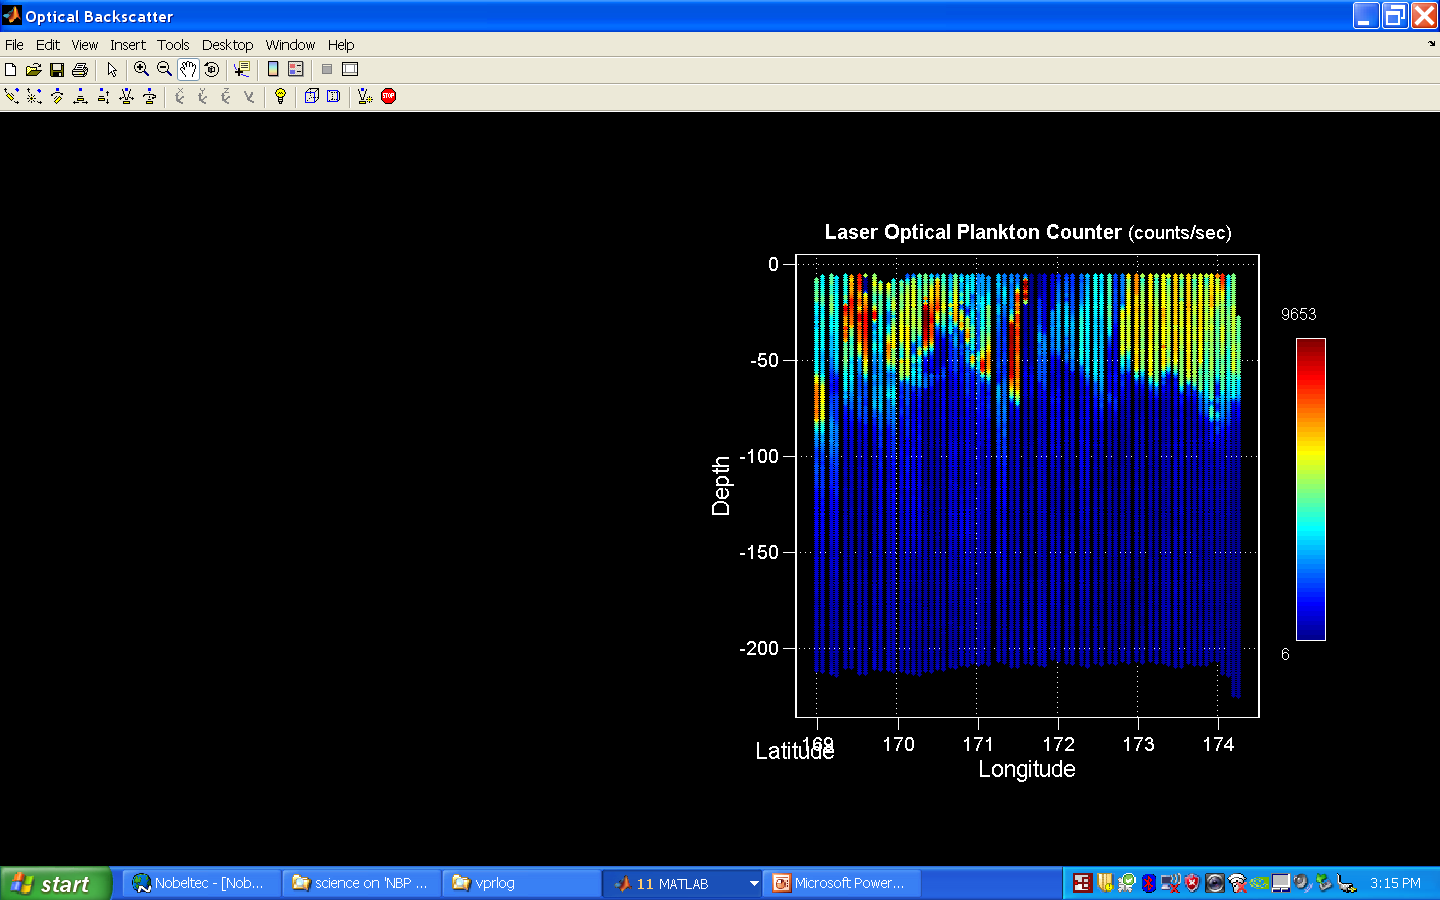 Optical Backscatter
File Edit View Insert Tools Desktop Window Help
STOP
Laser Optical Plankton Counter (counts/sec)
0
-50
-100
-150
-200
Depth
9653
6
169 170 171 172 173 174
Latitude
Longitude
start Nobeltec - [Nob... science on 'NBP ... vprlog 11 MATLAB Microsoft Power... 3:15 PM